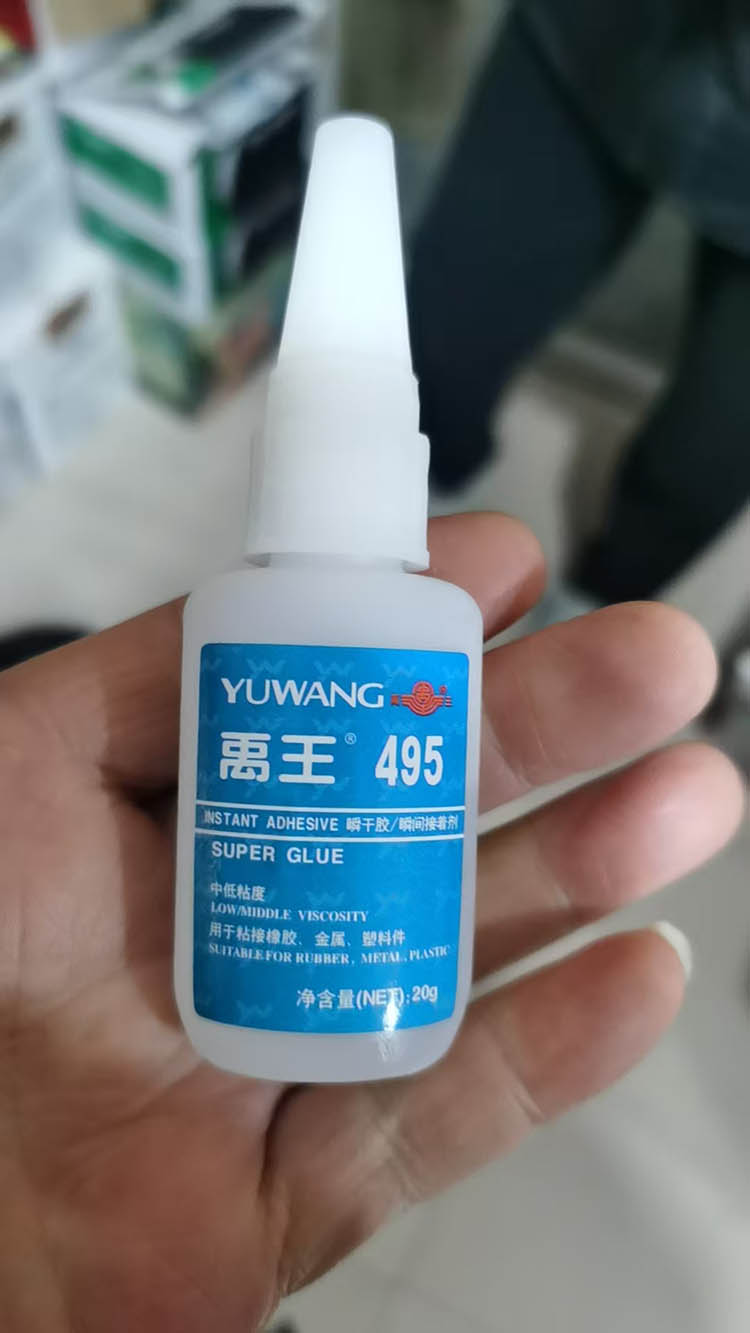 YUWANG
禹王® 495
INSTANT ADHESIVE 瞬干胶/瞬间接着剂
SUPER GLUE
中低粘度
LOW/MIDDLE VISCOSITY
用于粘接橡胶、金属、塑料件
SUITABLE FOR RUBBER, METAL, PLASTIC
净含量(NET):20g